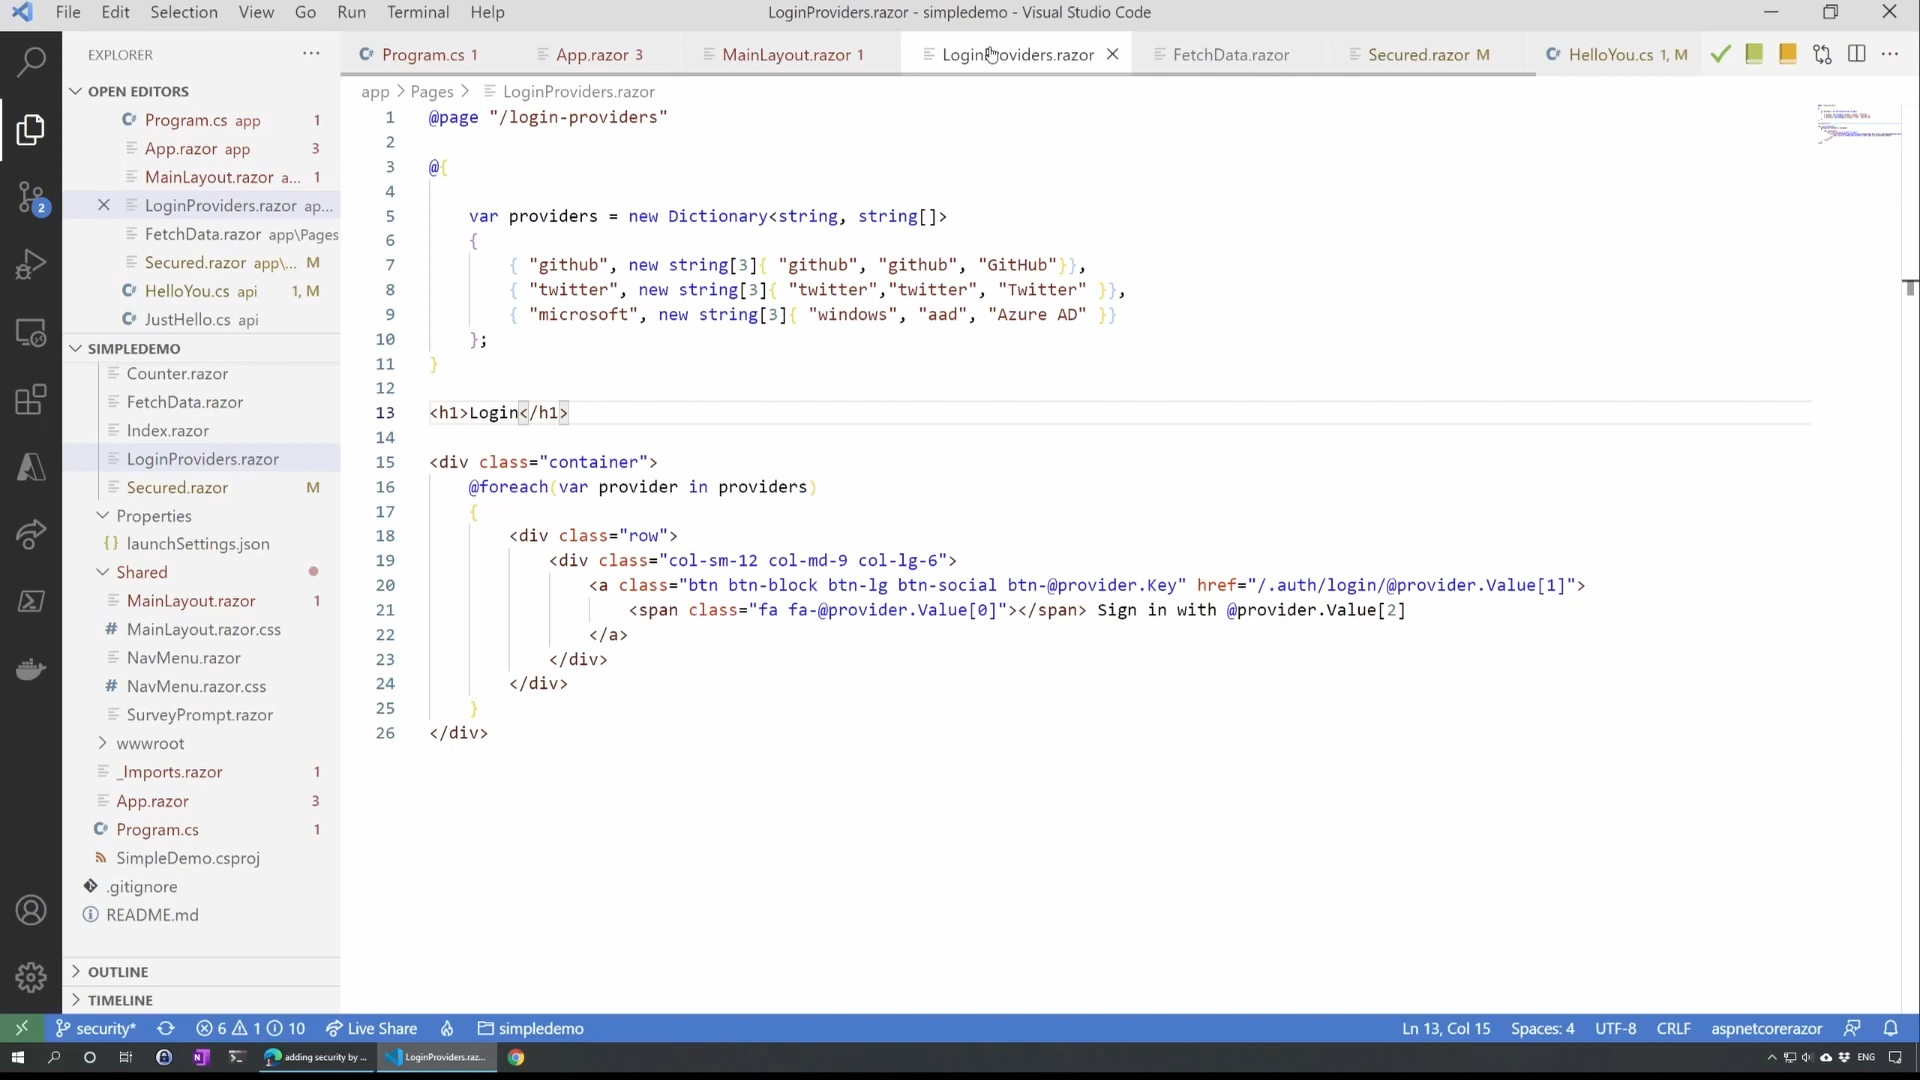 File Edit Selection View Go Run Terminal Help
LoginProviders.razor - simpledemo - Visual Studio Code
EXPLORER
Program.cs 1
App.razor 3
MainLayout.razor 1
LoginProviders.razor
FetchData.razor
Secured.razor M
HelloYou.cs 1, M
OPEN EDITORS
Program.cs app 1
App.razor app 3
MainLayout.razor a... 1
LoginProviders.razor ap...
FetchData.razor app\Pages
Secured.razor app\... M
HelloYou.cs api 1, M
JustHello.cs api
SIMPLEDEMO
Counter.razor
FetchData.razor
Index.razor
LoginProviders.razor
Secured.razor M
Properties
launchSettings.json
Shared
MainLayout.razor 1
MainLayout.razor.css
NavMenu.razor
NavMenu.razor.css
SurveyPrompt.razor
wwwroot
_Imports.razor 1
App.razor 3
Program.cs 1
SimpleDemo.csproj
.gitignore
README.md
OUTLINE
TIMELINE
app > Pages > LoginProviders.razor
1 @page "/login-providers"
2
3 @{
4
5 var providers = new Dictionary<string, string[]>
6 {
7 { "github", new string[3]{ "github", "github", "GitHub"}},
8 { "twitter", new string[3]{ "twitter","twitter", "Twitter" }},
9 { "microsoft", new string[3]{ "windows", "aad", "Azure AD" }}
10 };
11 }
12
13 <h1>Login</h1>
14
15 <div class="container">
16 @foreach(var provider in providers)
17 {
18 <div class="row">
19 <div class="col-sm-12 col-md-9 col-lg-6">
20 <a class="btn btn-block btn-lg btn-social btn-@provider.Key" href="/.auth/login/@provider.Value[1]">
21 <span class="fa fa-@provider.Value[0]"></span> Sign in with @provider.Value[2]
22 </a>
23 </div>
24 </div>
25 }
26 </div>
2
security* 6 1 10 Live Share simpledemo
Ln 13, Col 15 Spaces: 4 UTF-8 CRLF aspnetcorerazor
adding security by ...
LoginProviders.raz...
ENG